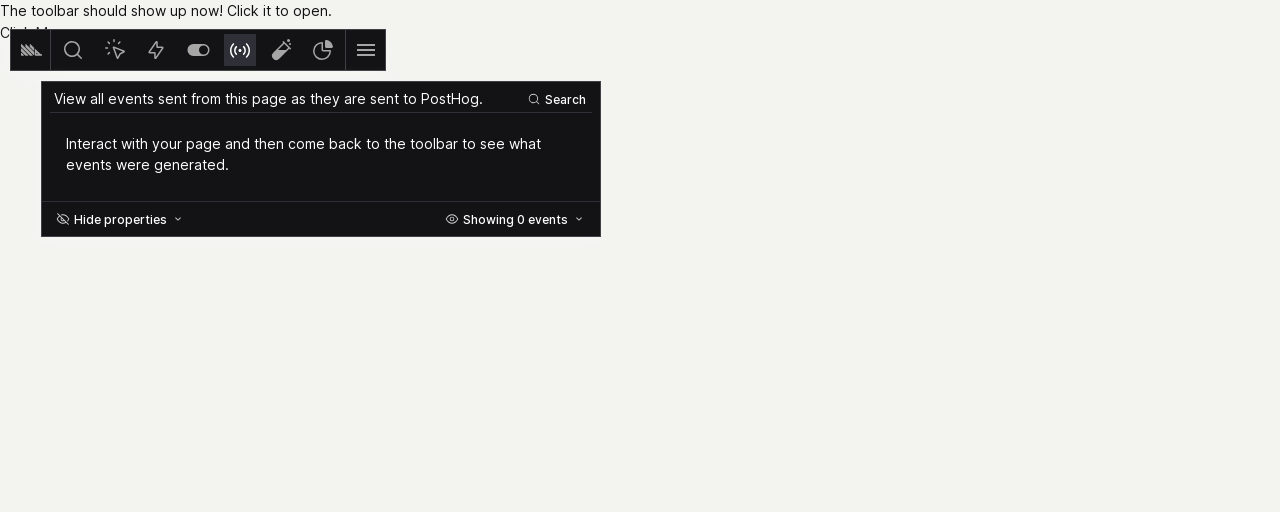 The toolbar should show up now! Click it to open.
View all events sent from this page as they are sent to PostHog.
Search
Interact with your page and then come back to the toolbar to see what
events were generated.
Hide properties
Showing 0 events